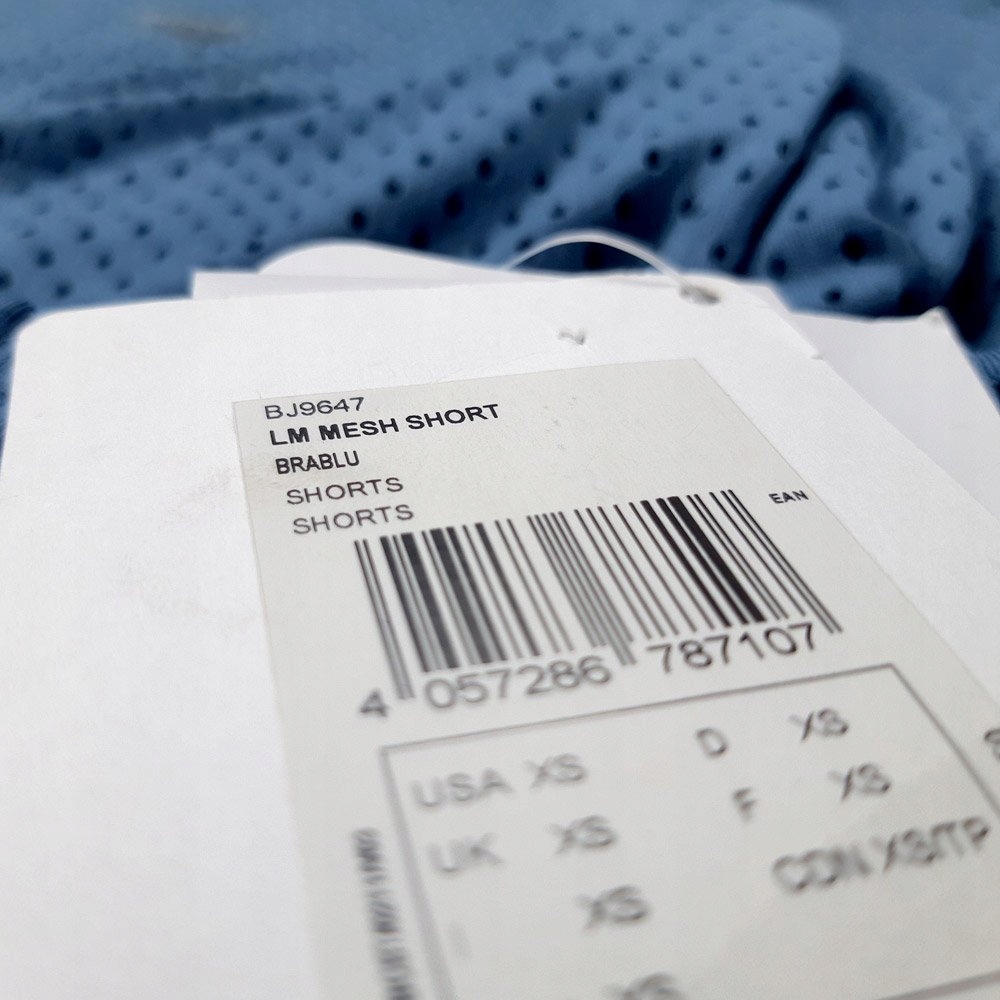 BJ9647
LM MESH SHORT
BRABLU
SHORTS
SHORTS
EAN
4 057286 787107
USA XS D XS
UK XS F XS
XS CDN XS/TP
XS